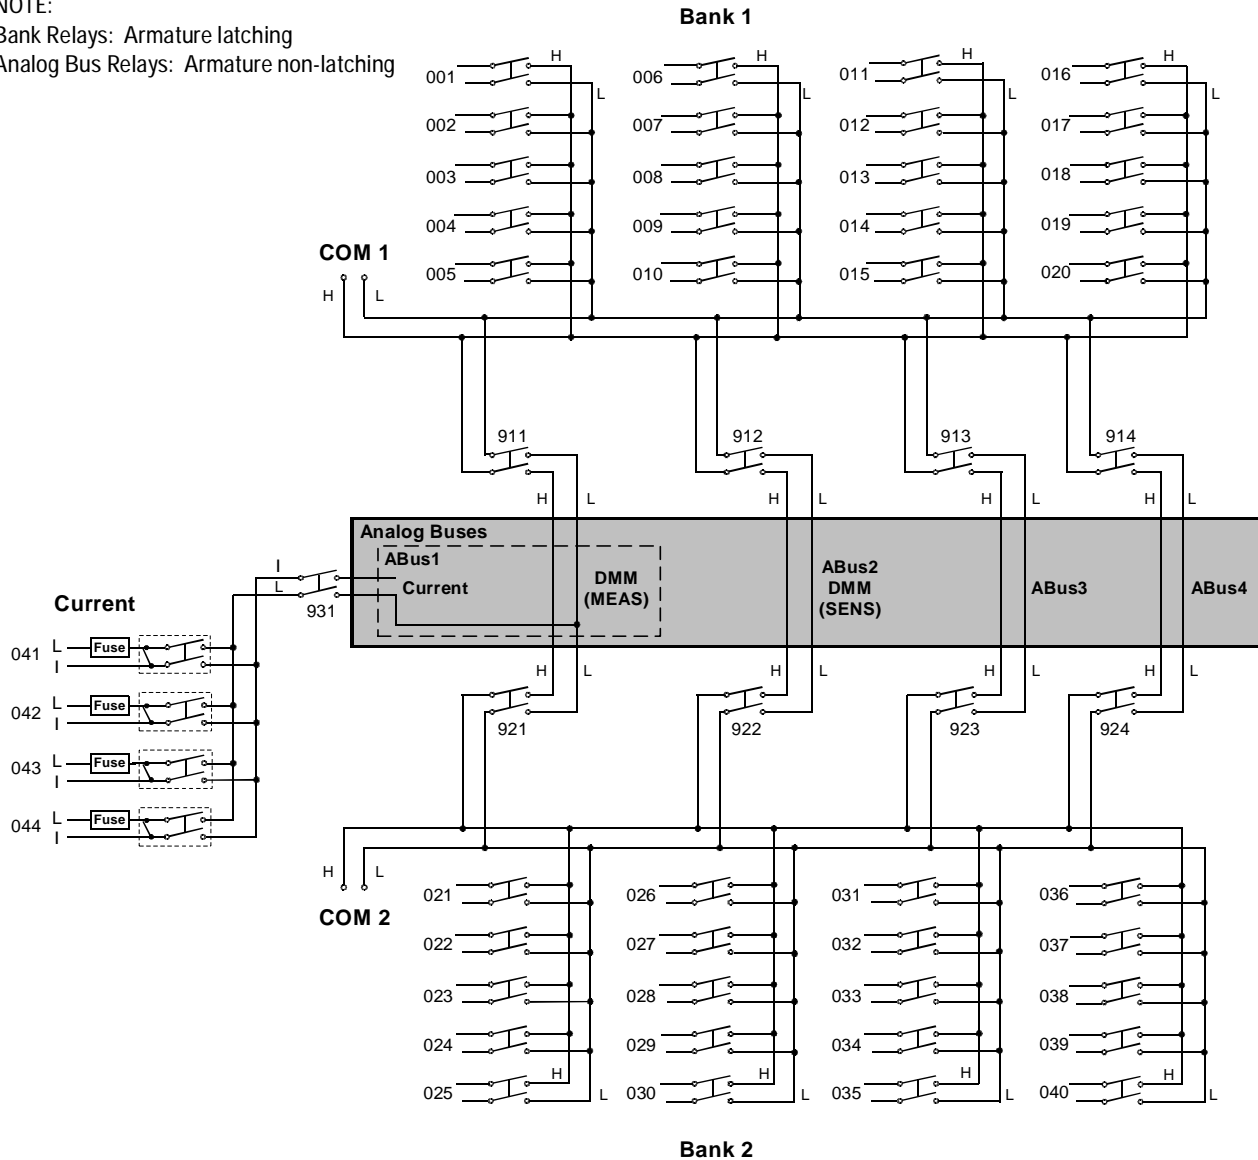 NOTE:
Bank Relays: Armature latching
Analog Bus Relays: Armature non-latching
Bank 1
001 H 006 H 011 H 016 H
L L L L
002 007 012 017
003 008 013 018
004 009 014 019
COM 1
005 010 015 020
H L
911 912 913 914
H L H L H L H L
Analog Buses
ABus1
Current
DMM
(MEAS)
ABus2
DMM
(SENS)
ABus3
ABus4
I
L
931
Current
041 L Fuse
I
042 L Fuse
I
043 L Fuse
I
044 L Fuse
I
H L H L H L H L
921 922 923 924
H L
COM 2
021 026 031 036
022 027 032 037
023 028 033 038
024 029 034 039
025 H L 030 H L 035 H L 040 H L
Bank 2